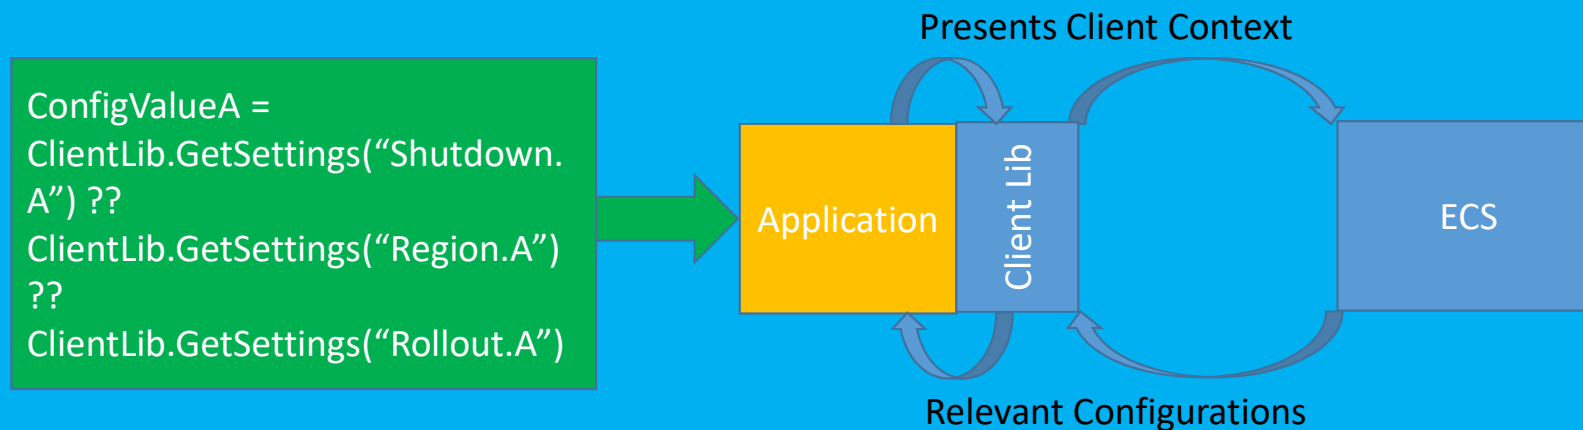 Presents Client Context
ConfigValueA =
ClientLib.GetSettings(“Shutdown.
A”) ??
ClientLib.GetSettings(“Region.A”)
??
ClientLib.GetSettings(“Rollout.A”)
Application
Client Lib
ECS
Relevant Configurations